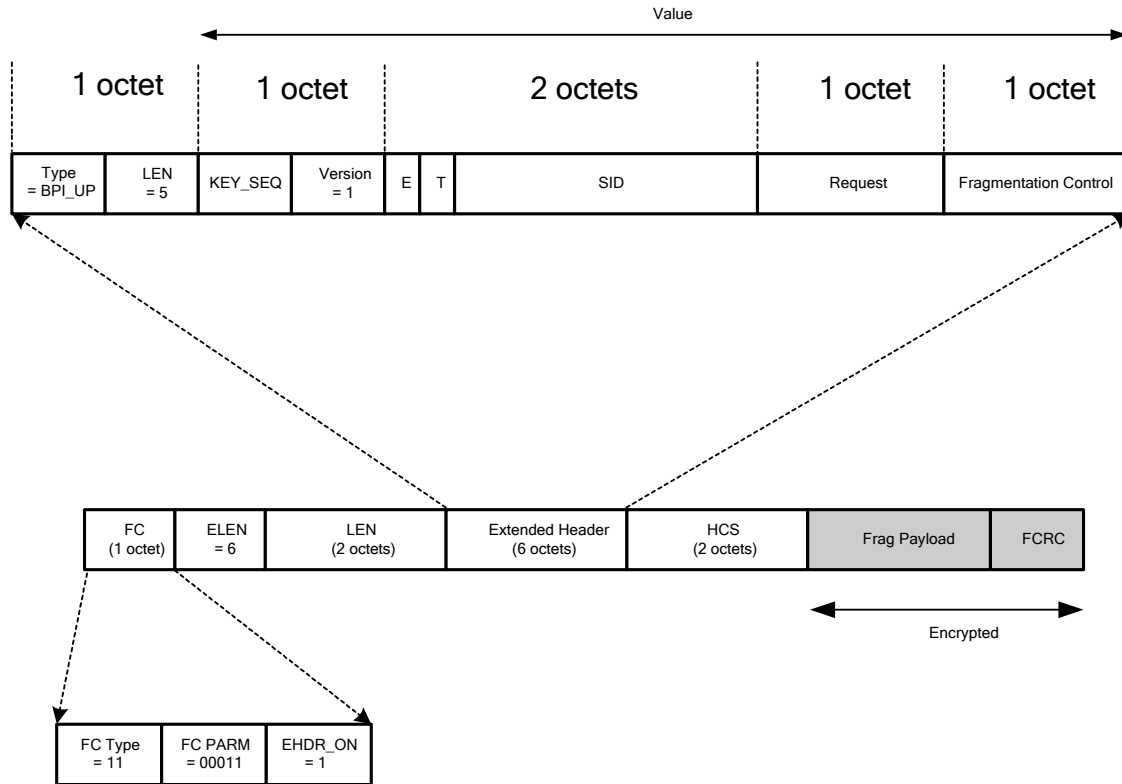 Value
1 octet 1 octet 2 octets 1 octet 1 octet
Type
= BPI_UP
LEN
= 5
KEY_SEQ
Version
= 1
E
T
SID
Request
Fragmentation Control
FC
(1 octet)
ELEN
= 6
LEN
(2 octets)
Extended Header
(6 octets)
HCS
(2 octets)
Frag Payload
FCRC
Encrypted
FC Type
= 11
FC PARM
= 00011
EHDR_ON
= 1